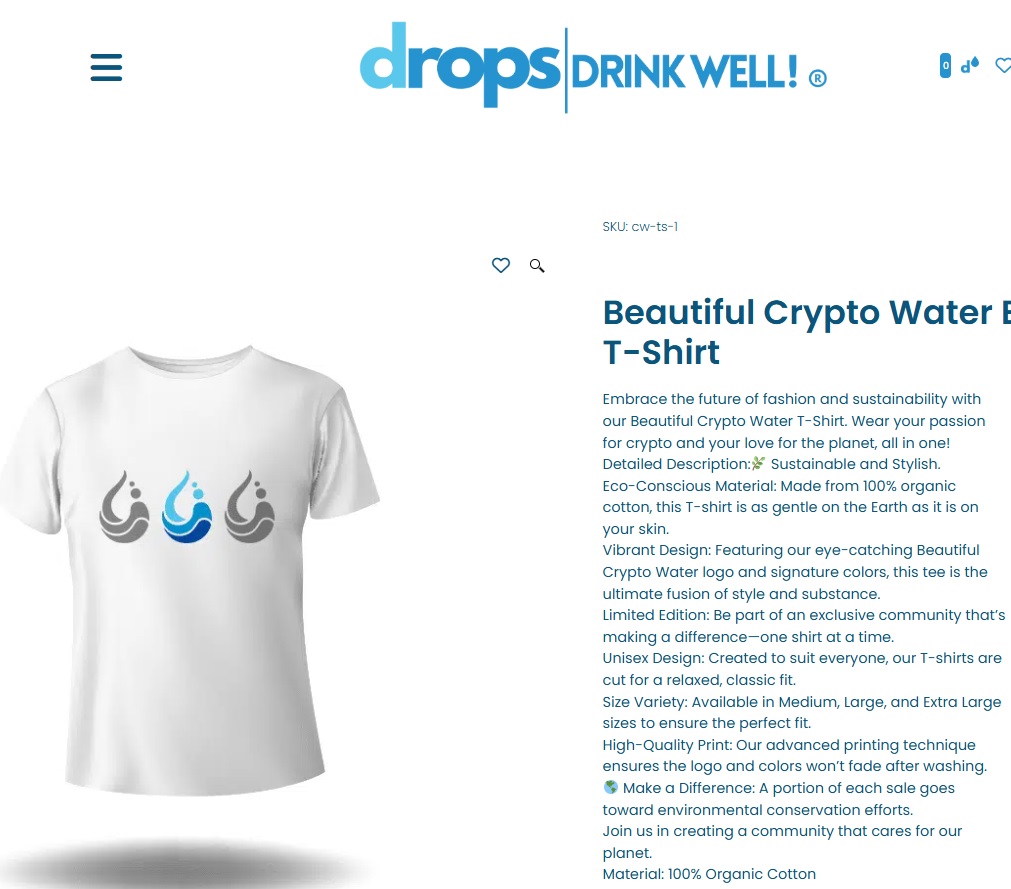 drops DRINK WELL! ®
0 d
SKU: cw-ts-1
Beautiful Crypto Water
T-Shirt
Embrace the future of fashion and sustainability with
our Beautiful Crypto Water T-Shirt. Wear your passion
for crypto and your love for the planet, all in one!
Detailed Description:🌿 Sustainable and Stylish.
Eco-Conscious Material: Made from 100% organic
cotton, this T-shirt is as gentle on the Earth as it is on
your skin.
Vibrant Design: Featuring our eye-catching Beautiful
Crypto Water logo and signature colors, this tee is the
ultimate fusion of style and substance.
Limited Edition: Be part of an exclusive community that’s
making a difference—one shirt at a time.
Unisex Design: Created to suit everyone, our T-shirts are
cut for a relaxed, classic fit.
Size Variety: Available in Medium, Large, and Extra Large
sizes to ensure the perfect fit.
High-Quality Print: Our advanced printing technique
ensures the logo and colors won’t fade after washing.
🌎 Make a Difference: A portion of each sale goes
toward environmental conservation efforts.
Join us in creating a community that cares for our
planet.
Material: 100% Organic Cotton